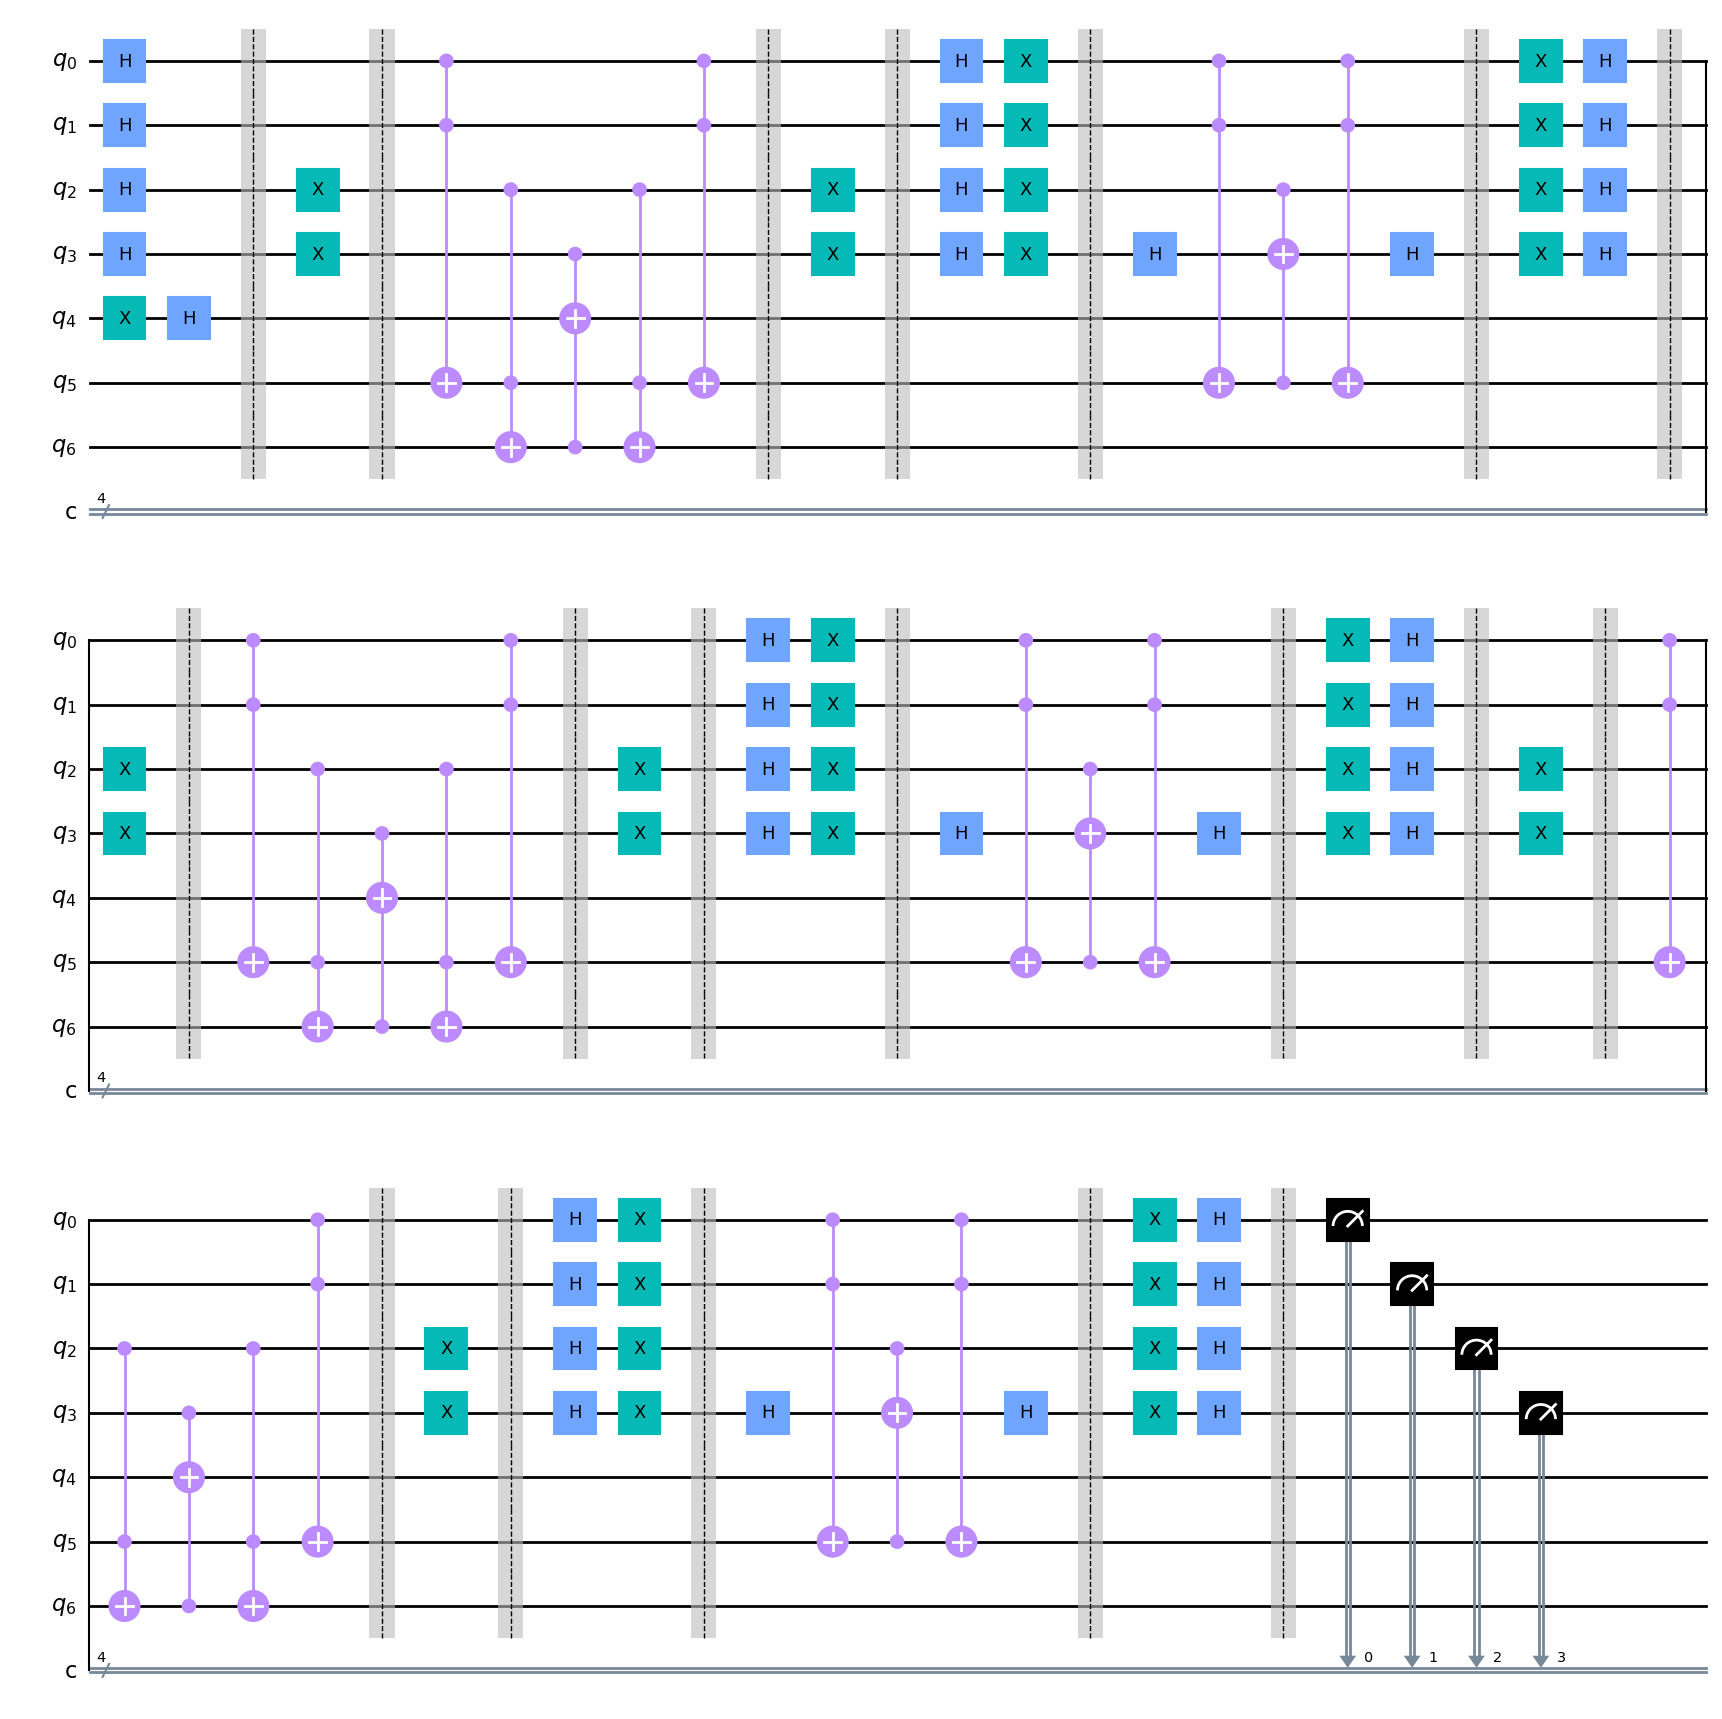 q0 H H X X H
q1 H H X X H
q2 H X X H X X H
q3 H X X H X H H X H
q4 X H
q5
q6
4
c
q0 H X X H
q1 H X X H
q2 X X H X X H X
q3 X X H X H H X H X
q4
q5
q6
4
c
q0 H X X H
q1 H X X H
q2 X H X X H
q3 X H X H H X H
q4
q5
q6
4 0 1 2 3
c